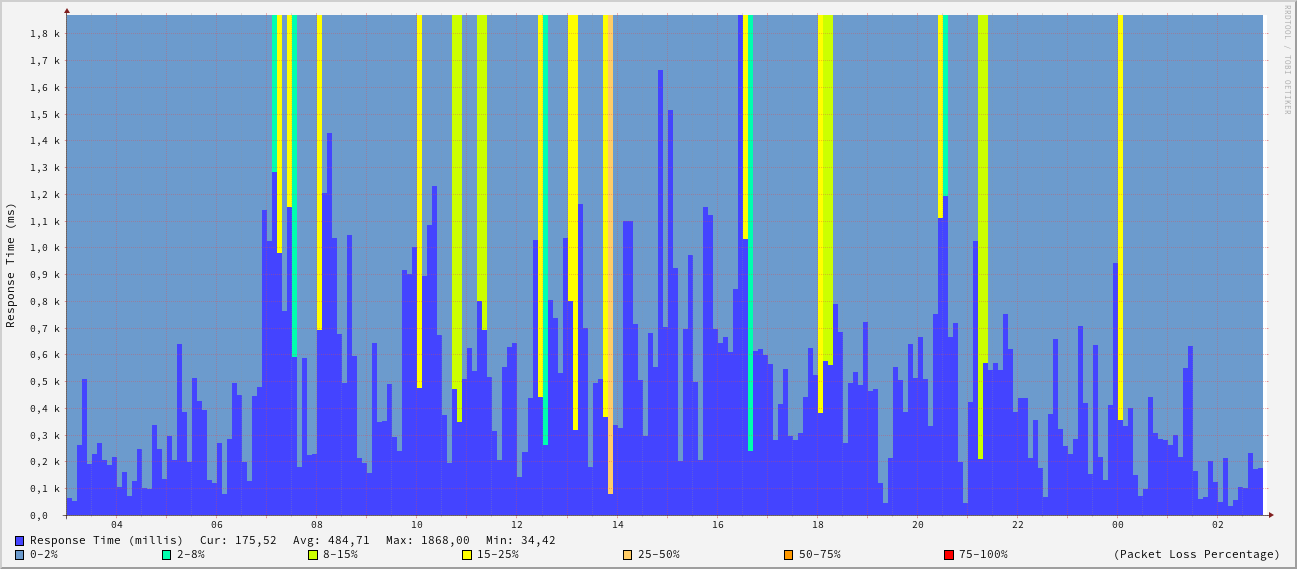 RRDTOOL / TOBI OETIKER
Response Time (ms)
1,8 k
1,7 k
1,6 k
1,5 k
1,4 k
1,3 k
1,2 k
1,1 k
1,0 k
0,9 k
0,8 k
0,7 k
0,6 k
0,5 k
0,4 k
0,3 k
0,2 k
0,1 k
0,0
04 06 08 10 12 14 16 18 20 22 00 02
Response Time (millis) Cur: 175,52 Avg: 484,71 Max: 1868,00 Min: 34,42
0-2% 2-8% 8-15% 15-25% 25-50% 50-75% 75-100% (Packet Loss Percentage)